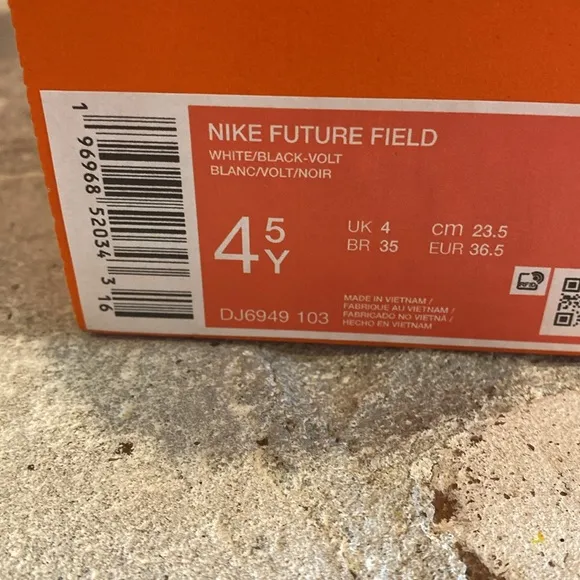 1 96968 52034 3 16
NIKE FUTURE FIELD
WHITE/BLACK-VOLT
BLANC/VOLT/NOIR
4 5Y
UK 4 cm 23.5
BR 35 EUR 36.5
DJ6949 103
MADE IN VIETNAM /
FABRIQUE AU VIETNAM /
FABRICADO NO VIETNÃ /
HECHO EN VIETNAM
RFID